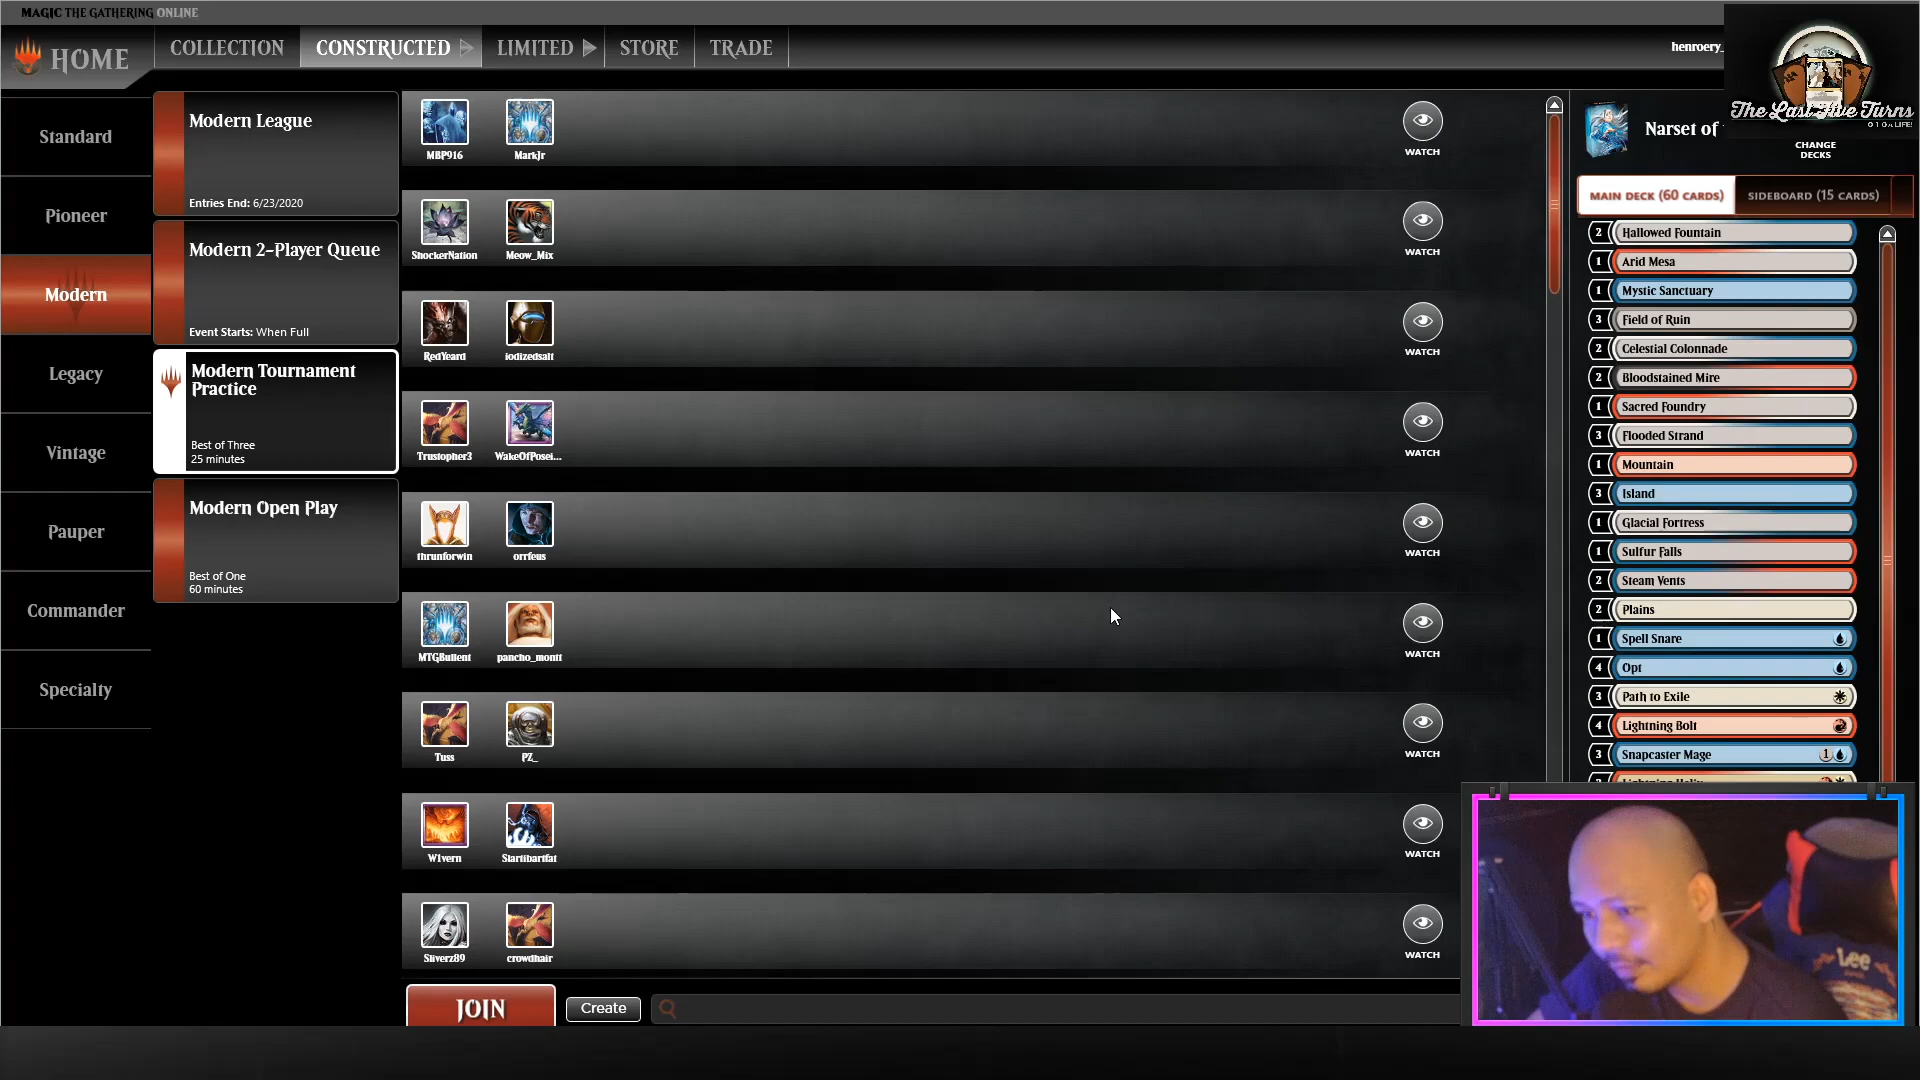 MAGIC THE GATHERING ONLINE
HOME
COLLECTION
CONSTRUCTED
LIMITED
STORE
TRADE
henroery_
The Last Five Turns
Standard
Pioneer
Modern
Legacy
Vintage
Pauper
Commander
Specialty
Modern League
Entries End: 6/23/2020
Modern 2-Player Queue
Event Starts: When Full
Modern Tournament
Practice
Best of Three
25 minutes
Modern Open Play
Best of One
60 minutes
MBP916
MarkJr
WATCH
ShockerNation
Meow_Mix
WATCH
RedYeard
iodizedsalt
WATCH
Trustopher3
WakeOfPosei...
WATCH
thrunforwin
orrfeus
WATCH
MTGBullent
pancho_montt
WATCH
Tuss
PZ_
WATCH
W1vern
Slartibartfat
WATCH
Sliverz89
crowdhair
WATCH
JOIN
Create
Narset of
CHANGE
DECKS
MAIN DECK (60 CARDS)
SIDEBOARD (15 CARDS)
2 Hallowed Fountain
1 Arid Mesa
1 Mystic Sanctuary
3 Field of Ruin
2 Celestial Colonnade
2 Bloodstained Mire
1 Sacred Foundry
3 Flooded Strand
1 Mountain
3 Island
1 Glacial Fortress
1 Sulfur Falls
2 Steam Vents
2 Plains
1 Spell Snare
4 Opt
3 Path to Exile
4 Lightning Bolt
3 Snapcaster Mage 1
Lightning Helix
Lee